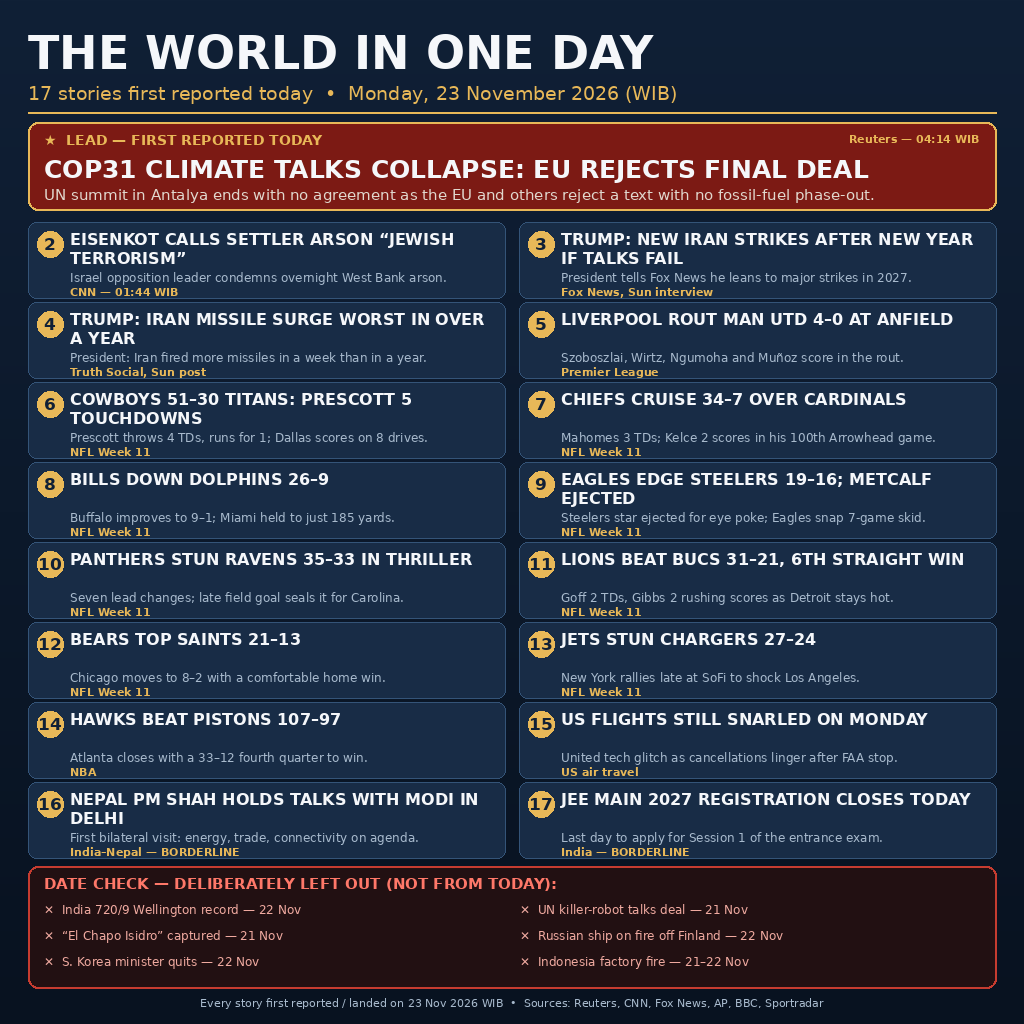 THE WORLD IN ONE DAY
17 stories first reported today • Monday, 23 November 2026 (WIB)
★ LEAD — FIRST REPORTED TODAY
Reuters — 04:14 WIB
COP31 CLIMATE TALKS COLLAPSE: EU REJECTS FINAL DEAL
UN summit in Antalya ends with no agreement as the EU and others reject a text with no fossil-fuel phase-out.
2
EISENKOT CALLS SETTLER ARSON “JEWISH
TERRORISM”
Israel opposition leader condemns overnight West Bank arson.
CNN — 01:44 WIB
3
TRUMP: NEW IRAN STRIKES AFTER NEW YEAR
IF TALKS FAIL
President tells Fox News he leans to major strikes in 2027.
Fox News, Sun interview
4
TRUMP: IRAN MISSILE SURGE WORST IN OVER
A YEAR
President: Iran fired more missiles in a week than in a year.
Truth Social, Sun post
5
LIVERPOOL ROUT MAN UTD 4–0 AT ANFIELD
Szoboszlai, Wirtz, Ngumoha and Muñoz score in the rout.
Premier League
6
COWBOYS 51–30 TITANS: PRESCOTT 5
TOUCHDOWNS
Prescott throws 4 TDs, runs for 1; Dallas scores on 8 drives.
NFL Week 11
7
CHIEFS CRUISE 34–7 OVER CARDINALS
Mahomes 3 TDs; Kelce 2 scores in his 100th Arrowhead game.
NFL Week 11
8
BILLS DOWN DOLPHINS 26–9
Buffalo improves to 9–1; Miami held to just 185 yards.
NFL Week 11
9
EAGLES EDGE STEELERS 19–16; METCALF
EJECTED
Steelers star ejected for eye poke; Eagles snap 7-game skid.
NFL Week 11
10
PANTHERS STUN RAVENS 35–33 IN THRILLER
Seven lead changes; late field goal seals it for Carolina.
NFL Week 11
11
LIONS BEAT BUCS 31–21, 6TH STRAIGHT WIN
Goff 2 TDs, Gibbs 2 rushing scores as Detroit stays hot.
NFL Week 11
12
BEARS TOP SAINTS 21–13
Chicago moves to 8–2 with a comfortable home win.
NFL Week 11
13
JETS STUN CHARGERS 27–24
New York rallies late at SoFi to shock Los Angeles.
NFL Week 11
14
HAWKS BEAT PISTONS 107–97
Atlanta closes with a 33–12 fourth quarter to win.
NBA
15
US FLIGHTS STILL SNARLED ON MONDAY
United tech glitch as cancellations linger after FAA stop.
US air travel
16
NEPAL PM SHAH HOLDS TALKS WITH MODI IN
DELHI
First bilateral visit: energy, trade, connectivity on agenda.
India–Nepal — BORDERLINE
17
JEE MAIN 2027 REGISTRATION CLOSES TODAY
Last day to apply for Session 1 of the entrance exam.
India — BORDERLINE
DATE CHECK — DELIBERATELY LEFT OUT (NOT FROM TODAY):
✕ India 720/9 Wellington record — 22 Nov
✕ UN killer-robot talks deal — 21 Nov
✕ “El Chapo Isidro” captured — 21 Nov
✕ Russian ship on fire off Finland — 22 Nov
✕ S. Korea minister quits — 22 Nov
✕ Indonesia factory fire — 21–22 Nov
Every story first reported / landed on 23 Nov 2026 WIB • Sources: Reuters, CNN, Fox News, AP, BBC, Sportradar